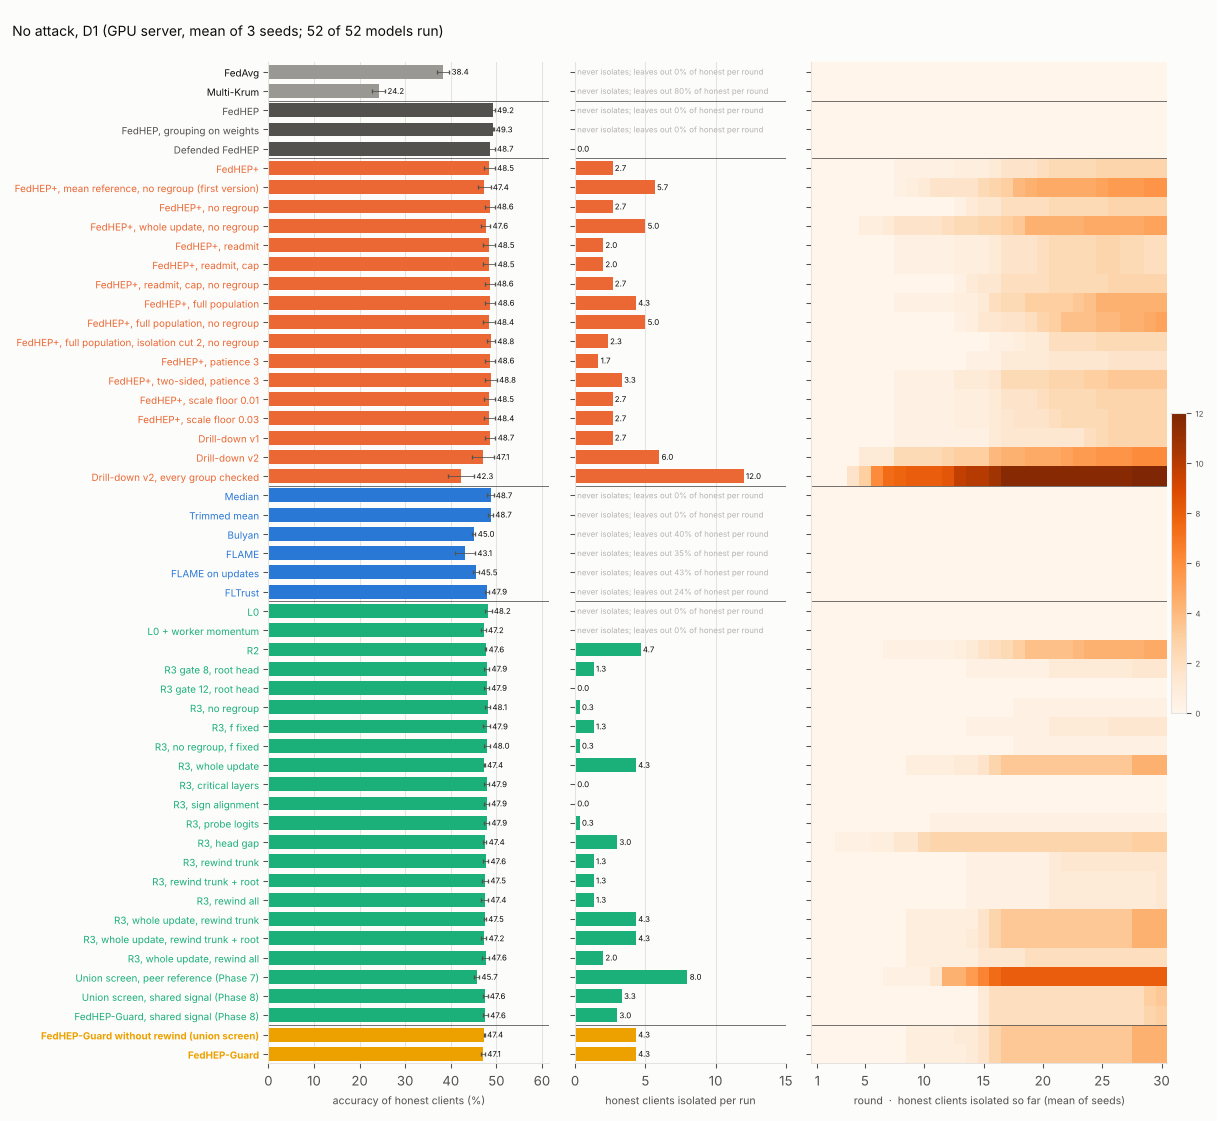 No attack, D1 (GPU server, mean of 3 seeds; 52 of 52 models run)
FedAvg 38.4 never isolates; leaves out 0% of honest per round
Multi-Krum 24.2 never isolates; leaves out 80% of honest per round
FedHEP 49.2 never isolates; leaves out 0% of honest per round
FedHEP, grouping on weights 49.3 never isolates; leaves out 0% of honest per round
Defended FedHEP 48.7 0.0
FedHEP+ 48.5 2.7
FedHEP+, mean reference, no regroup (first version) 47.4 5.7
FedHEP+, no regroup 48.6 2.7
FedHEP+, whole update, no regroup 47.6 5.0
FedHEP+, readmit 48.5 2.0
FedHEP+, readmit, cap 48.5 2.0
FedHEP+, readmit, cap, no regroup 48.6 2.7
FedHEP+, full population 48.6 4.3
FedHEP+, full population, no regroup 48.4 5.0
FedHEP+, full population, isolation cut 2, no regroup 48.8 2.3
FedHEP+, patience 3 48.6 1.7
FedHEP+, two-sided, patience 3 48.8 3.3
FedHEP+, scale floor 0.01 48.5 2.7
FedHEP+, scale floor 0.03 48.4 2.7
Drill-down v1 48.7 2.7
Drill-down v2 47.1 6.0
Drill-down v2, every group checked 42.3 12.0
Median 48.7 never isolates; leaves out 0% of honest per round
Trimmed mean 48.7 never isolates; leaves out 0% of honest per round
Bulyan 45.0 never isolates; leaves out 40% of honest per round
FLAME 43.1 never isolates; leaves out 35% of honest per round
FLAME on updates 45.5 never isolates; leaves out 43% of honest per round
FLTrust 47.9 never isolates; leaves out 24% of honest per round
L0 48.2 never isolates; leaves out 0% of honest per round
L0 + worker momentum 47.2 never isolates; leaves out 0% of honest per round
R2 47.6 4.7
R3 gate 8, root head 47.9 1.3
R3 gate 12, root head 47.9 0.0
R3, no regroup 48.1 0.3
R3, f fixed 47.9 1.3
R3, no regroup, f fixed 48.0 0.3
R3, whole update 47.4 4.3
R3, critical layers 47.9 0.0
R3, sign alignment 47.9 0.0
R3, probe logits 47.9 0.3
R3, head gap 47.4 3.0
R3, rewind trunk 47.6 1.3
R3, rewind trunk + root 47.5 1.3
R3, rewind all 47.4 1.3
R3, whole update, rewind trunk 47.5 4.3
R3, whole update, rewind trunk + root 47.2 4.3
R3, whole update, rewind all 47.6 2.0
Union screen, peer reference (Phase 7) 45.7 8.0
Union screen, shared signal (Phase 8) 47.6 3.3
FedHEP-Guard, shared signal (Phase 8) 47.6 3.0
FedHEP-Guard without rewind (union screen) 47.4 4.3
FedHEP-Guard 47.1 4.3
0 10 20 30 40 50 60
accuracy of honest clients (%)
0 5 10 15
honest clients isolated per run
1 5 10 15 20 25 30
round · honest clients isolated so far (mean of seeds)
12
10
8
6
4
2
0